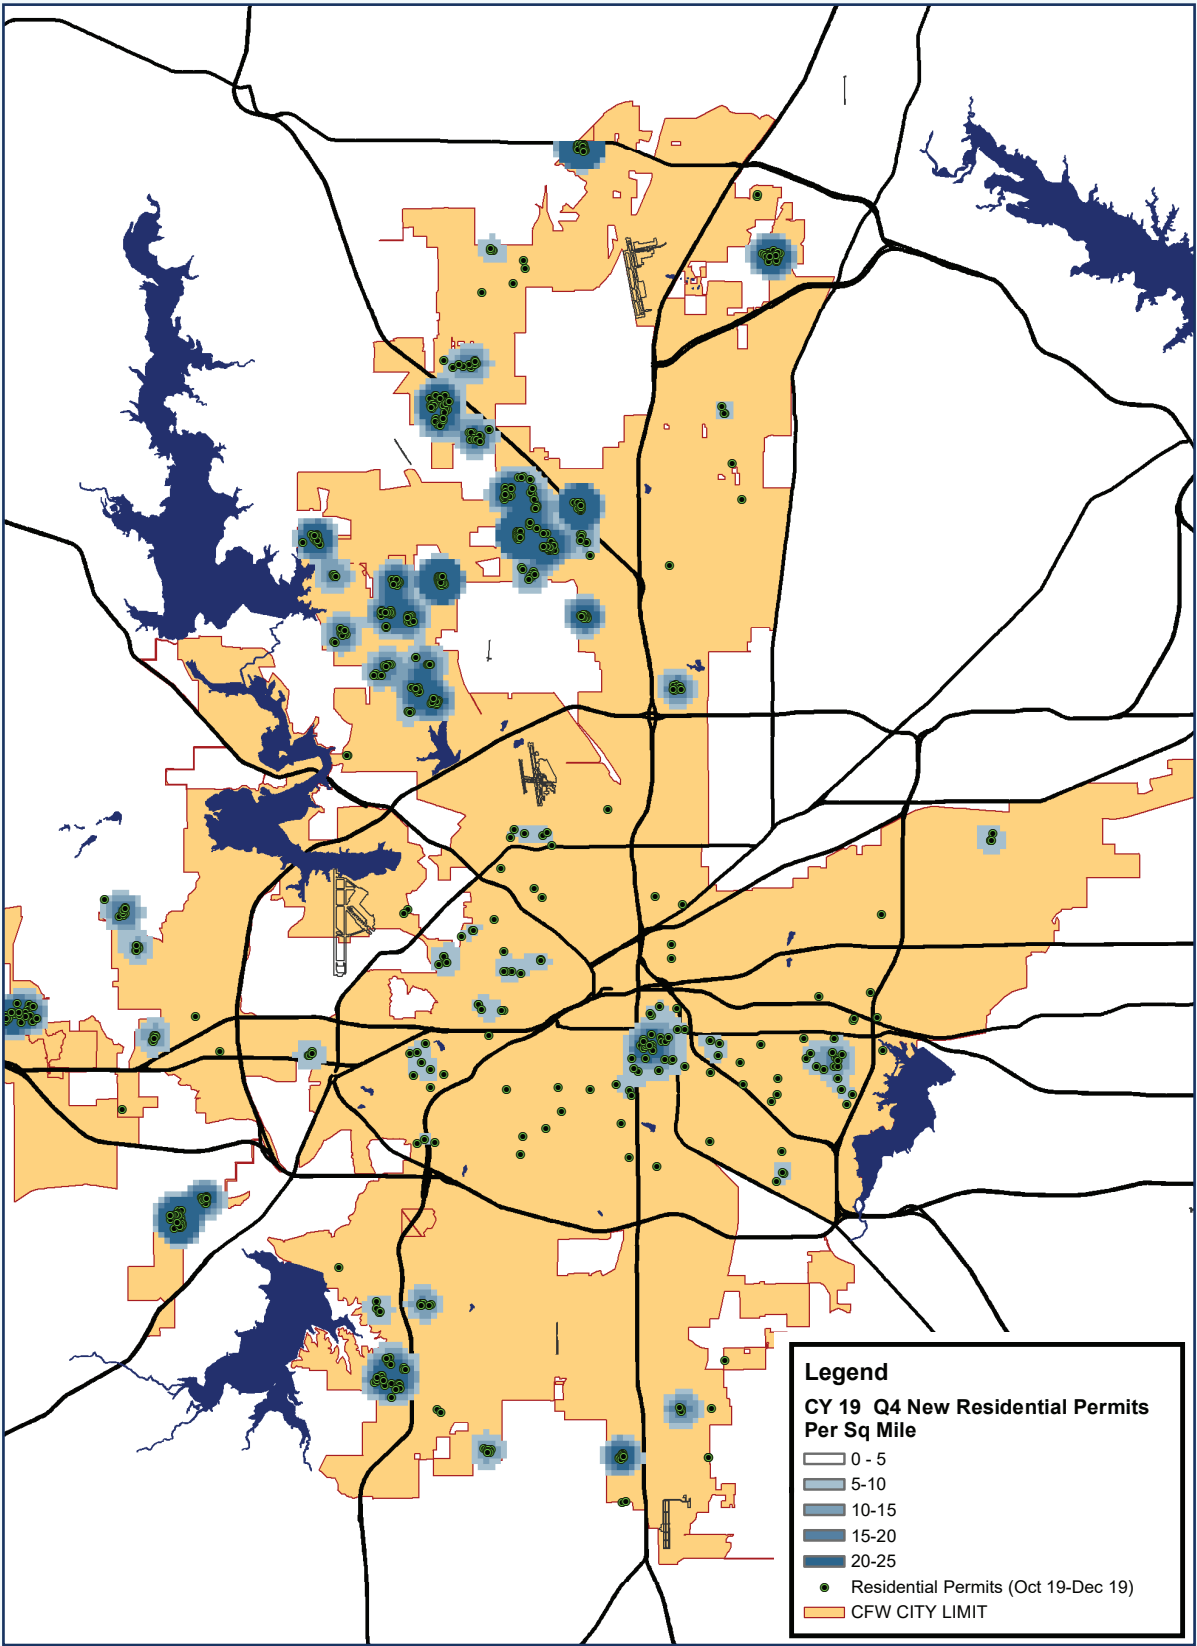 Legend
CY 19 Q4 New Residential Permits
Per Sq Mile
0 - 5
5-10
10-15
15-20
20-25
Residential Permits (Oct 19-Dec 19)
CFW CITY LIMIT